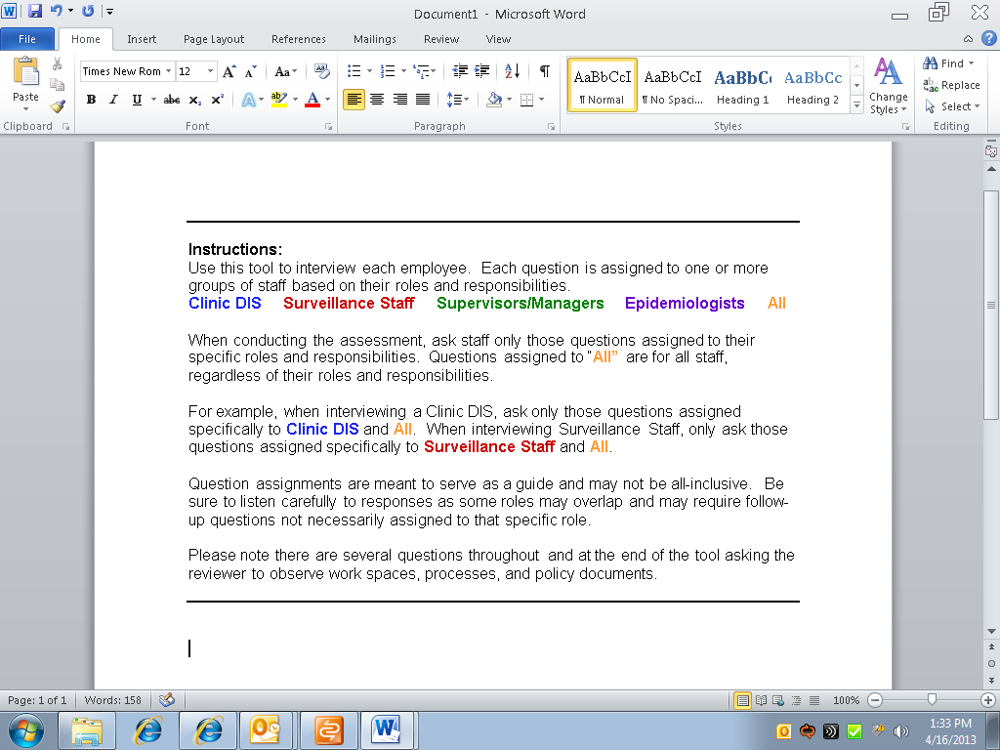 Document1 - Microsoft Word
File Home Insert Page Layout References Mailings Review View
Paste
Clipboard
Times New Rom 12
Font
Paragraph
AaBbCcI AaBbCcI AaBbC AaBbCc
¶ Normal ¶ No Spaci... Heading 1 Heading 2
Styles
Change Styles
Find
Replace
Select
Editing
Instructions:
Use this tool to interview each employee. Each question is assigned to one or more
groups of staff based on their roles and responsibilities.
Clinic DIS Surveillance Staff Supervisors/Managers Epidemiologists All
When conducting the assessment, ask staff only those questions assigned to their
specific roles and responsibilities. Questions assigned to "All" are for all staff,
regardless of their roles and responsibilities.
For example, when interviewing a Clinic DIS, ask only those questions assigned
specifically to Clinic DIS and All. When interviewing Surveillance Staff, only ask those
questions assigned specifically to Surveillance Staff and All.
Question assignments are meant to serve as a guide and may not be all-inclusive. Be
sure to listen carefully to responses as some roles may overlap and may require follow-
up questions not necessarily assigned to that specific role.
Please note there are several questions throughout and at the end of the tool asking the
reviewer to observe work spaces, processes, and policy documents.
Page: 1 of 1 Words: 158 100%
1:33 PM
4/16/2013